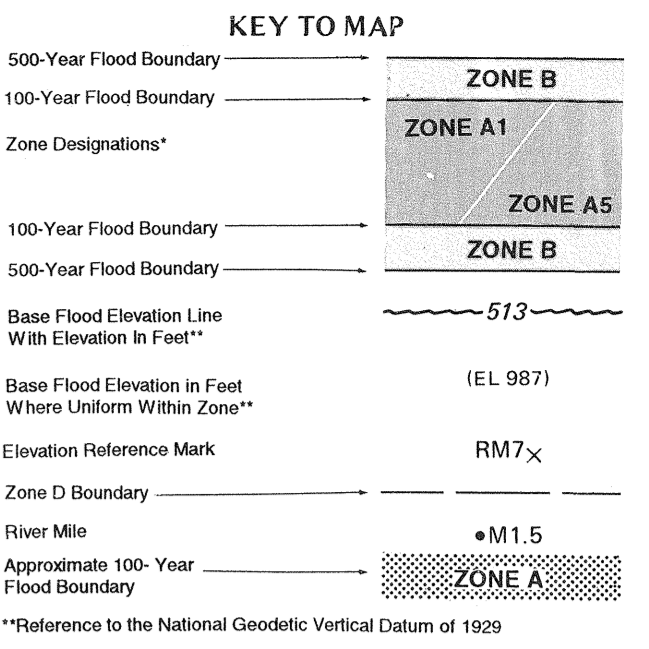 KEY TO MAP
500-Year Flood Boundary
ZONE B
100-Year Flood Boundary
ZONE A1
Zone Designations*
ZONE A5
100-Year Flood Boundary
ZONE B
500-Year Flood Boundary
Base Flood Elevation Line
With Elevation In Feet**
513
Base Flood Elevation in Feet
Where Uniform Within Zone**
(EL 987)
Elevation Reference Mark
RM7×
Zone D Boundary
River Mile
•M1.5
Approximate 100- Year
Flood Boundary
ZONE A
**Reference to the National Geodetic Vertical Datum of 1929